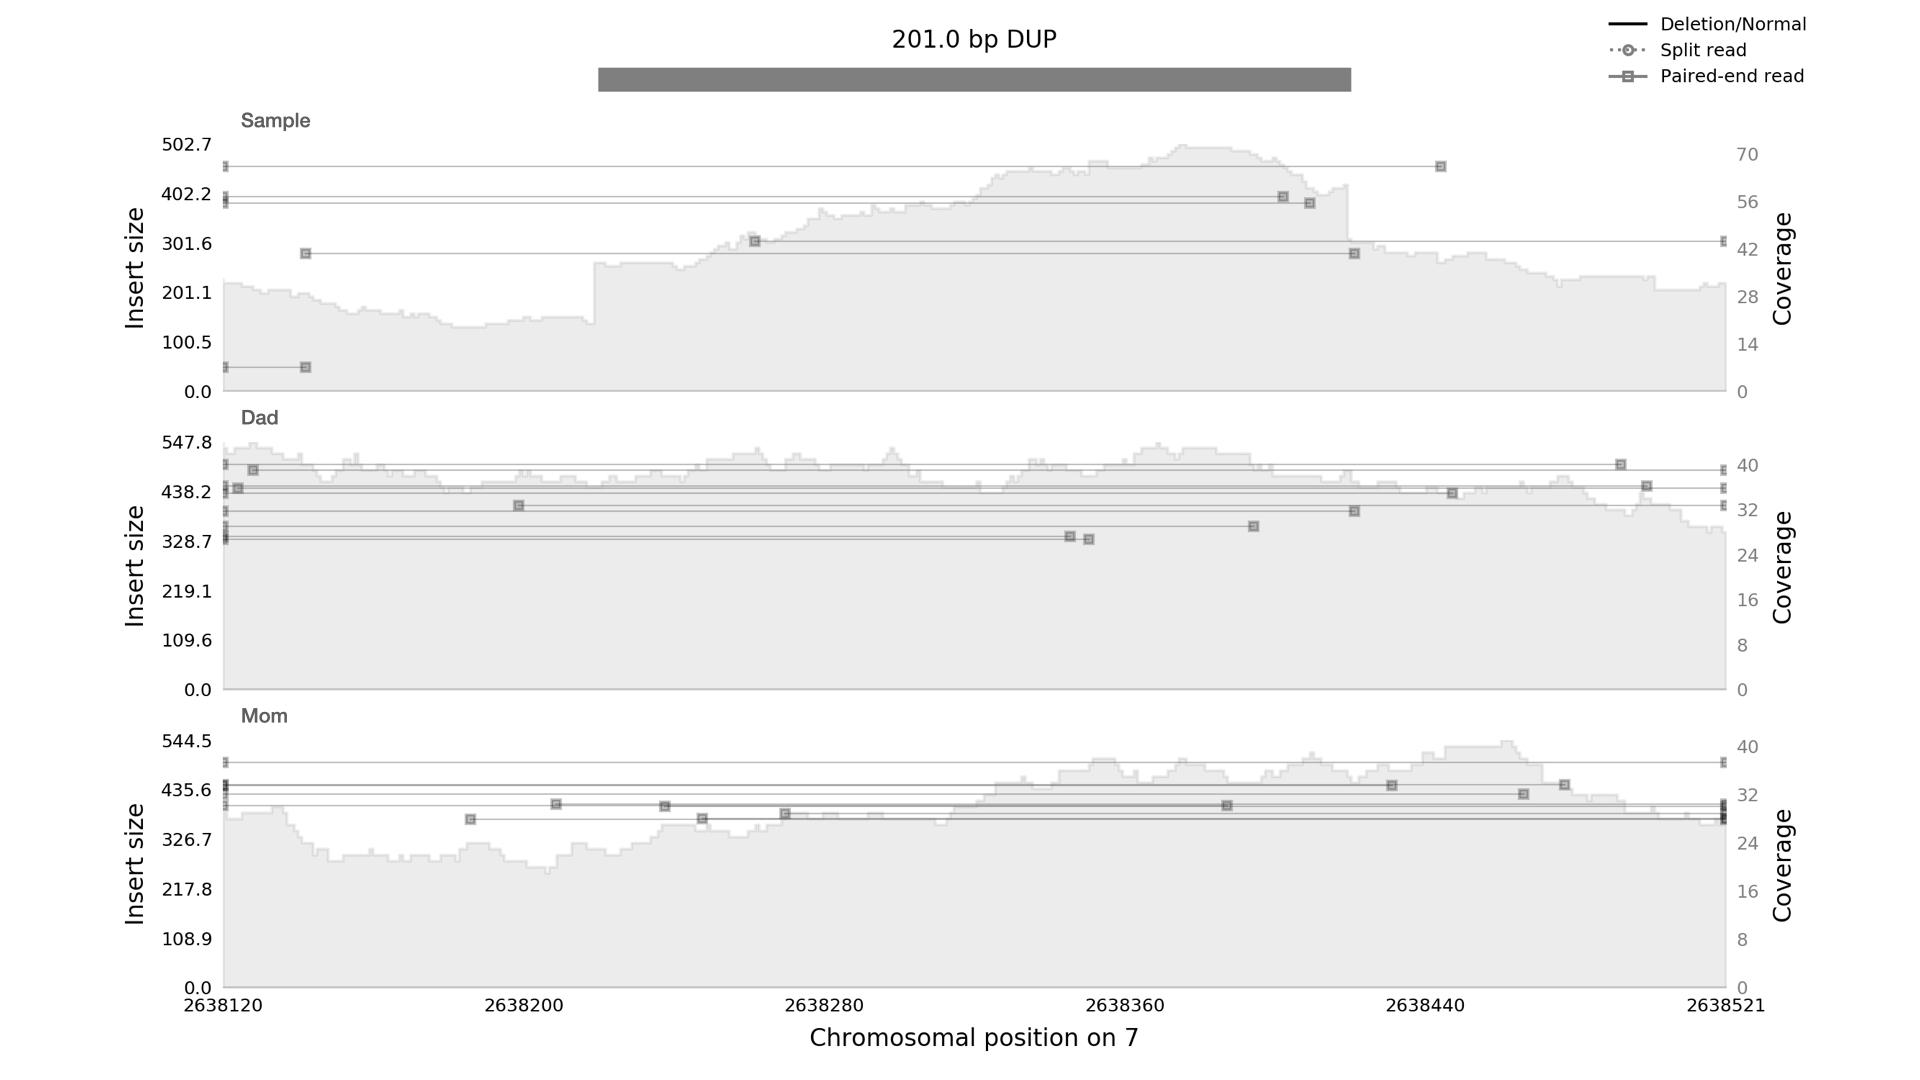 201.0 bp DUP
Deletion/Normal
Split read
Paired-end read
Sample
502.7
402.2
301.6
201.1
100.5
0.0
Insert size
70
56
42
28
14
0
Coverage
Dad
547.8
438.2
328.7
219.1
109.6
0.0
Insert size
40
32
24
16
8
0
Coverage
Mom
544.5
435.6
326.7
217.8
108.9
0.0
Insert size
40
32
24
16
8
0
Coverage
2638120 2638200 2638280 2638360 2638440 2638521
Chromosomal position on 7